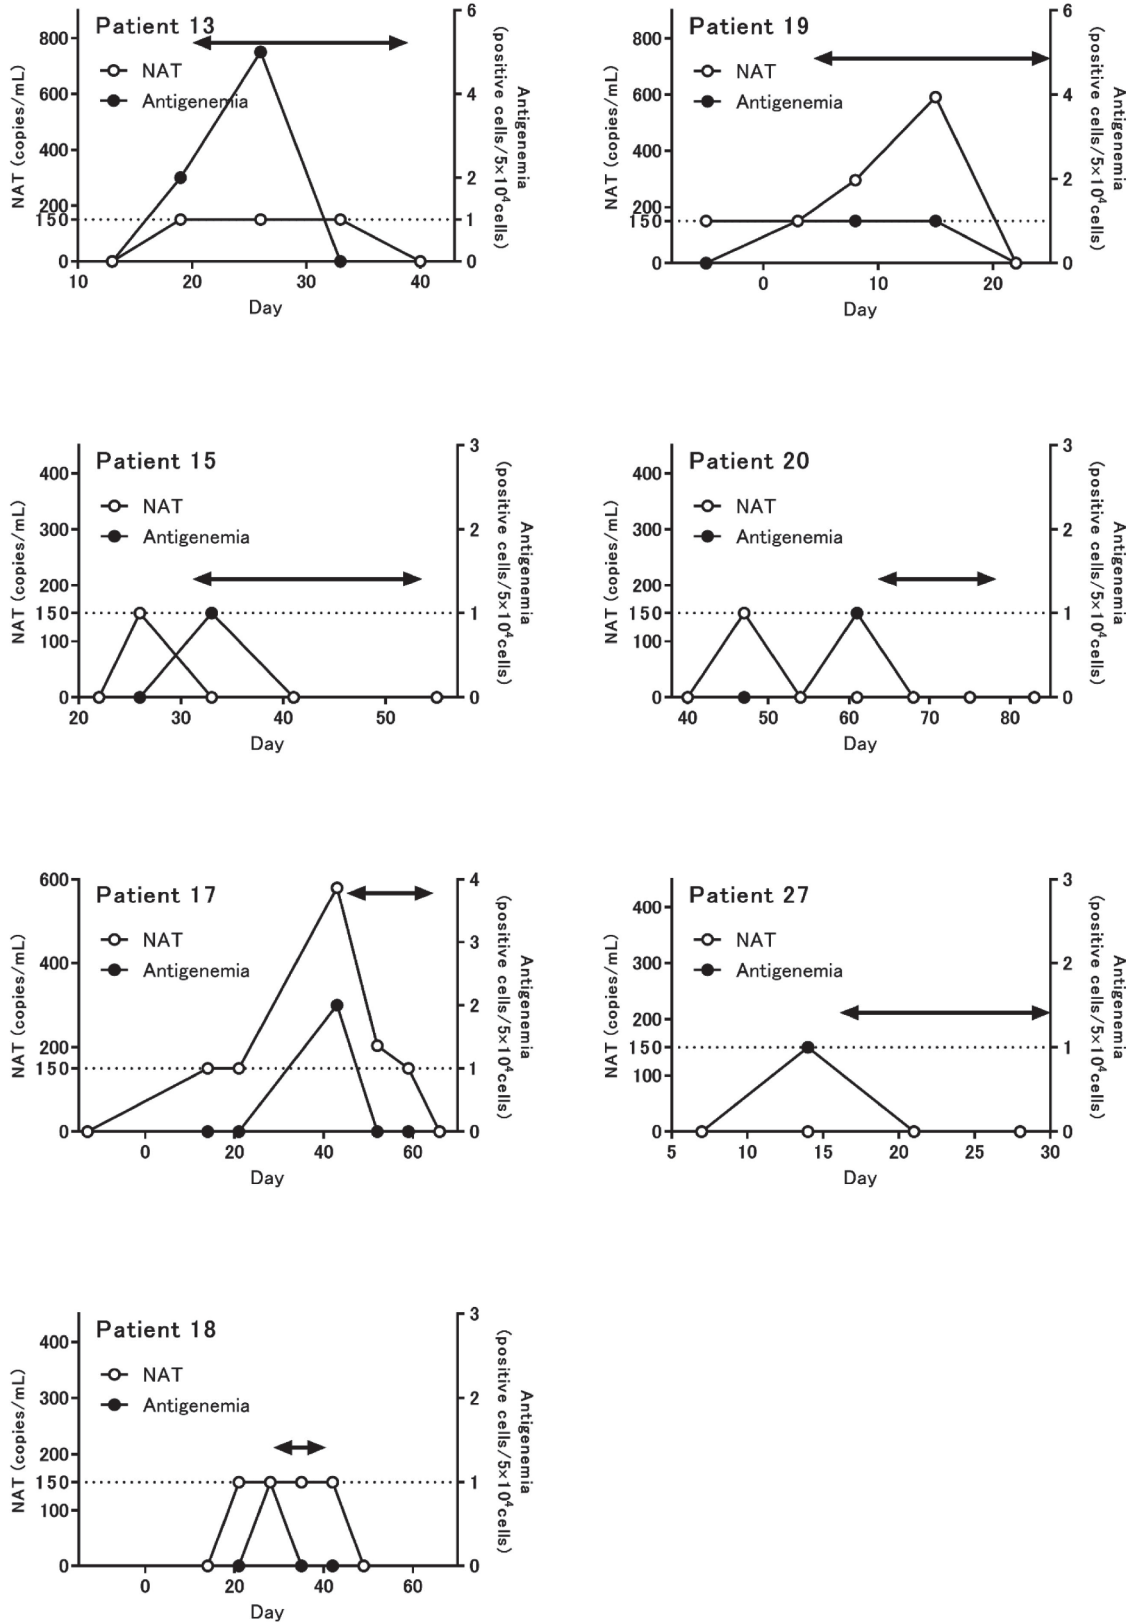 Patient 13
NAT
Antigenemia
800
600
400
200
150
0
6
4
2
1
0
10 20 30 40
Day
NAT (copies/mL)
Antigenemia
(positive cells/5×10⁴cells)
Patient 19
NAT
Antigenemia
800
600
400
200
150
0
6
4
2
1
0
0 10 20
Day
NAT (copies/mL)
Antigenemia
(positive cells/5×10⁴cells)
Patient 15
NAT
Antigenemia
400
300
200
150
100
0
3
2
1
0
20 30 40 50
Day
NAT (copies/mL)
Antigenemia
(positive cells/5×10⁴cells)
Patient 20
NAT
Antigenemia
400
300
200
150
100
0
3
2
1
0
40 50 60 70 80
Day
NAT (copies/mL)
Antigenemia
(positive cells/5×10⁴cells)
Patient 17
NAT
Antigenemia
600
400
200
150
0
4
3
2
1
0
0 20 40 60
Day
NAT (copies/mL)
Antigenemia
(positive cells/5×10⁴cells)
Patient 27
NAT
Antigenemia
400
300
200
150
100
0
3
2
1
0
5 10 15 20 25 30
Day
NAT (copies/mL)
Antigenemia
(positive cells/5×10⁴cells)
Patient 18
NAT
Antigenemia
400
300
200
150
100
0
3
2
1
0
0 20 40 60
Day
NAT (copies/mL)
Antigenemia
(positive cells/5×10⁴cells)